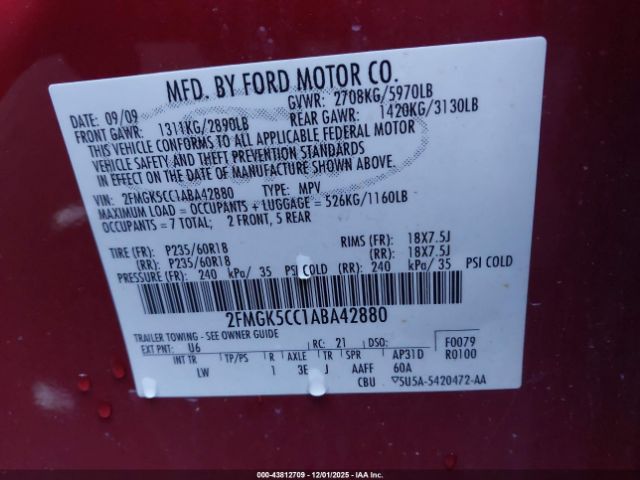 MFD. BY FORD MOTOR CO.
DATE: 09/09 GVWR: 2708KG/5970LB
FRONT GAWR: 1311KG/2890LB REAR GAWR: 1420KG/3130LB
THIS VEHICLE CONFORMS TO ALL APPLICABLE FEDERAL MOTOR
VEHICLE SAFETY AND THEFT PREVENTION STANDARDS
IN EFFECT ON THE DATE OF MANUFACTURE SHOWN ABOVE.
VIN: 2FMGK5CC1ABA42880 TYPE: MPV
MAXIMUM LOAD = OCCUPANTS + LUGGAGE = 526KG/1160LB
OCCUPANTS = 7 TOTAL; 2 FRONT, 5 REAR
TIRE (FR): P235/60R18 RIMS (FR): 18X7.5J
(RR): P235/60R18 (RR): 18X7.5J
PRESSURE (FR): 240 kPa/ 35 PSI COLD (RR): 240 kPa/ 35 PSI COLD
2FMGK5CC1ABA42880
TRAILER TOWING - SEE OWNER GUIDE
EXT PNT: U6 RC: 21 DSO: F0079
INT TR TP/PS R AXLE TR SPR AP31D R0100
LW 1 3E J AAFF 60A
CBU 5U5A-5420472-AA
000-43812709 - 12/01/2025 - IAAI.com